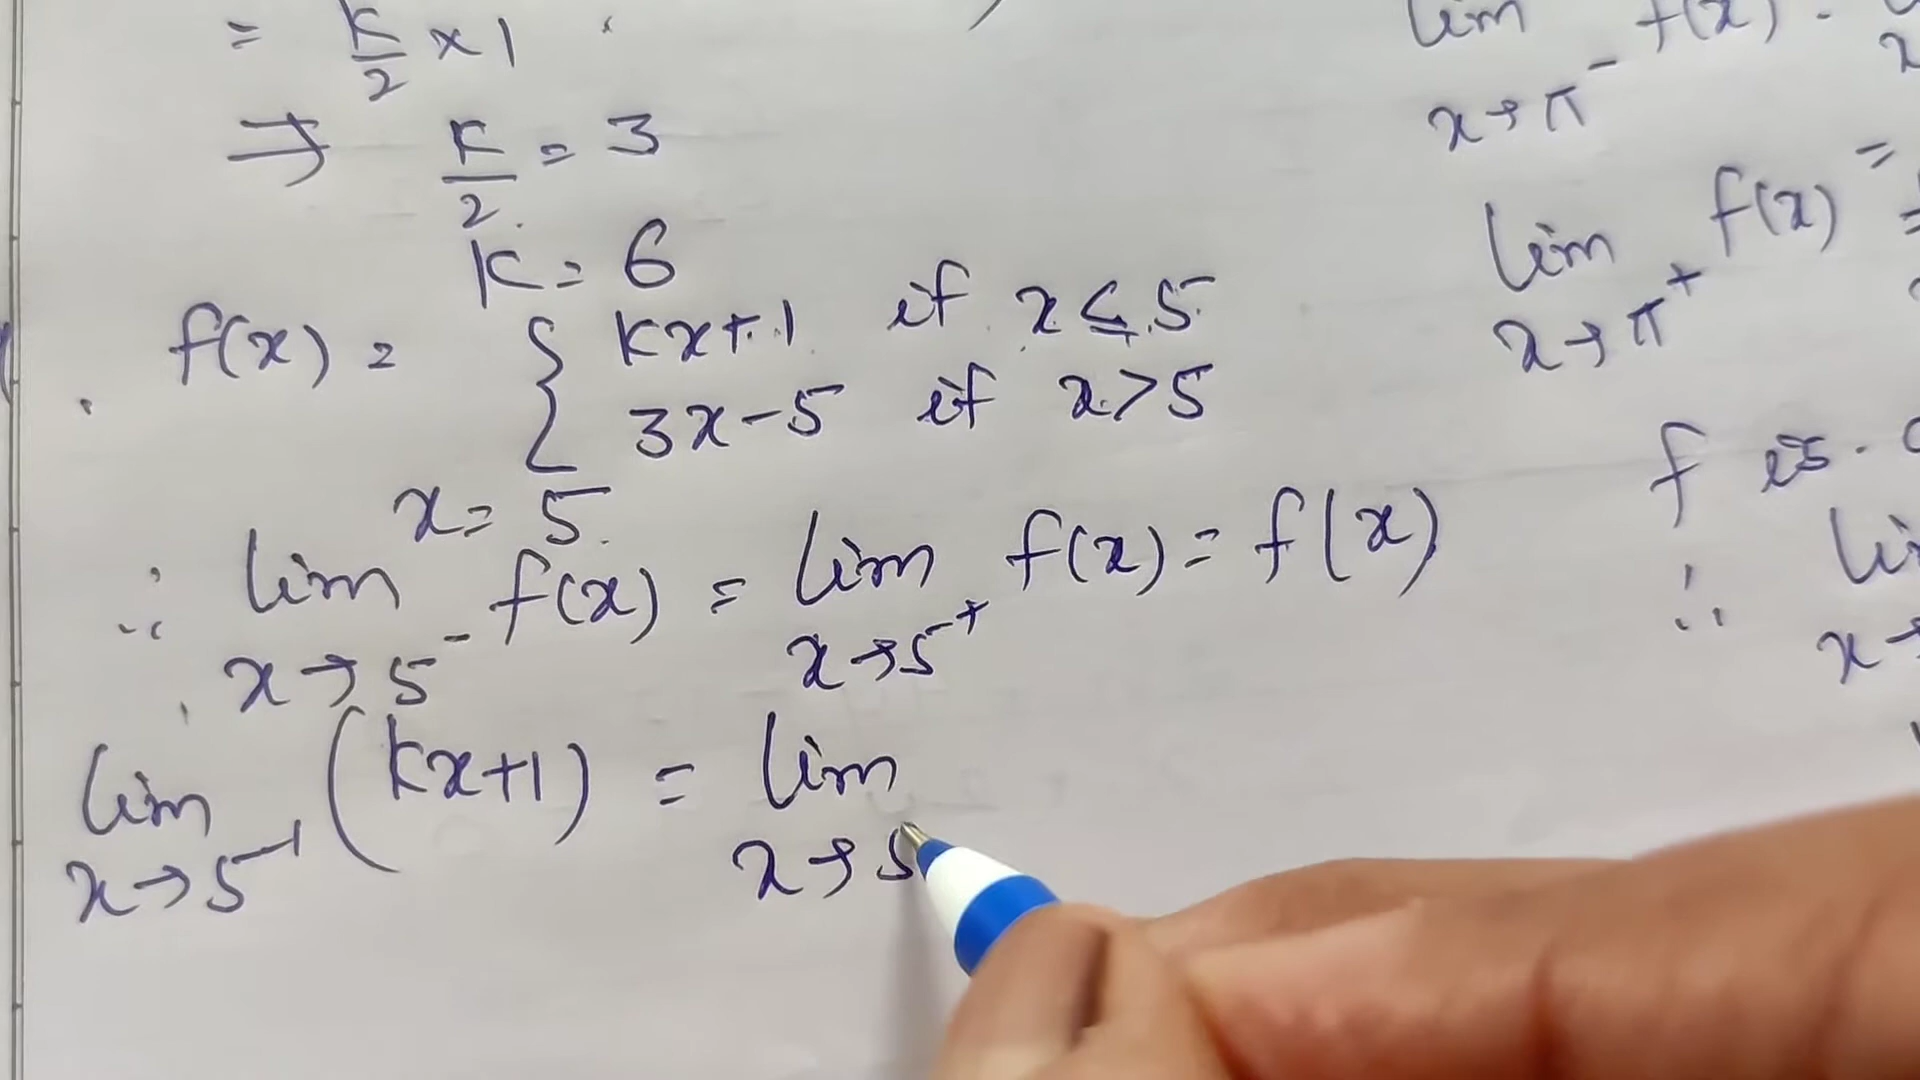 = K/2 x 1
⇒ K/2 = 3
K = 6
f(x) = { Kx+1 if x ≤ 5
3x-5 if x > 5
x = 5
∴ lim x→5⁻ f(x) = lim x→5⁺ f(x) = f(x)
lim x→5⁻ (Kx+1) = lim x→5
lim x→π⁻ f(x)
lim x→π⁺ f(x) =
f is
∴ x→